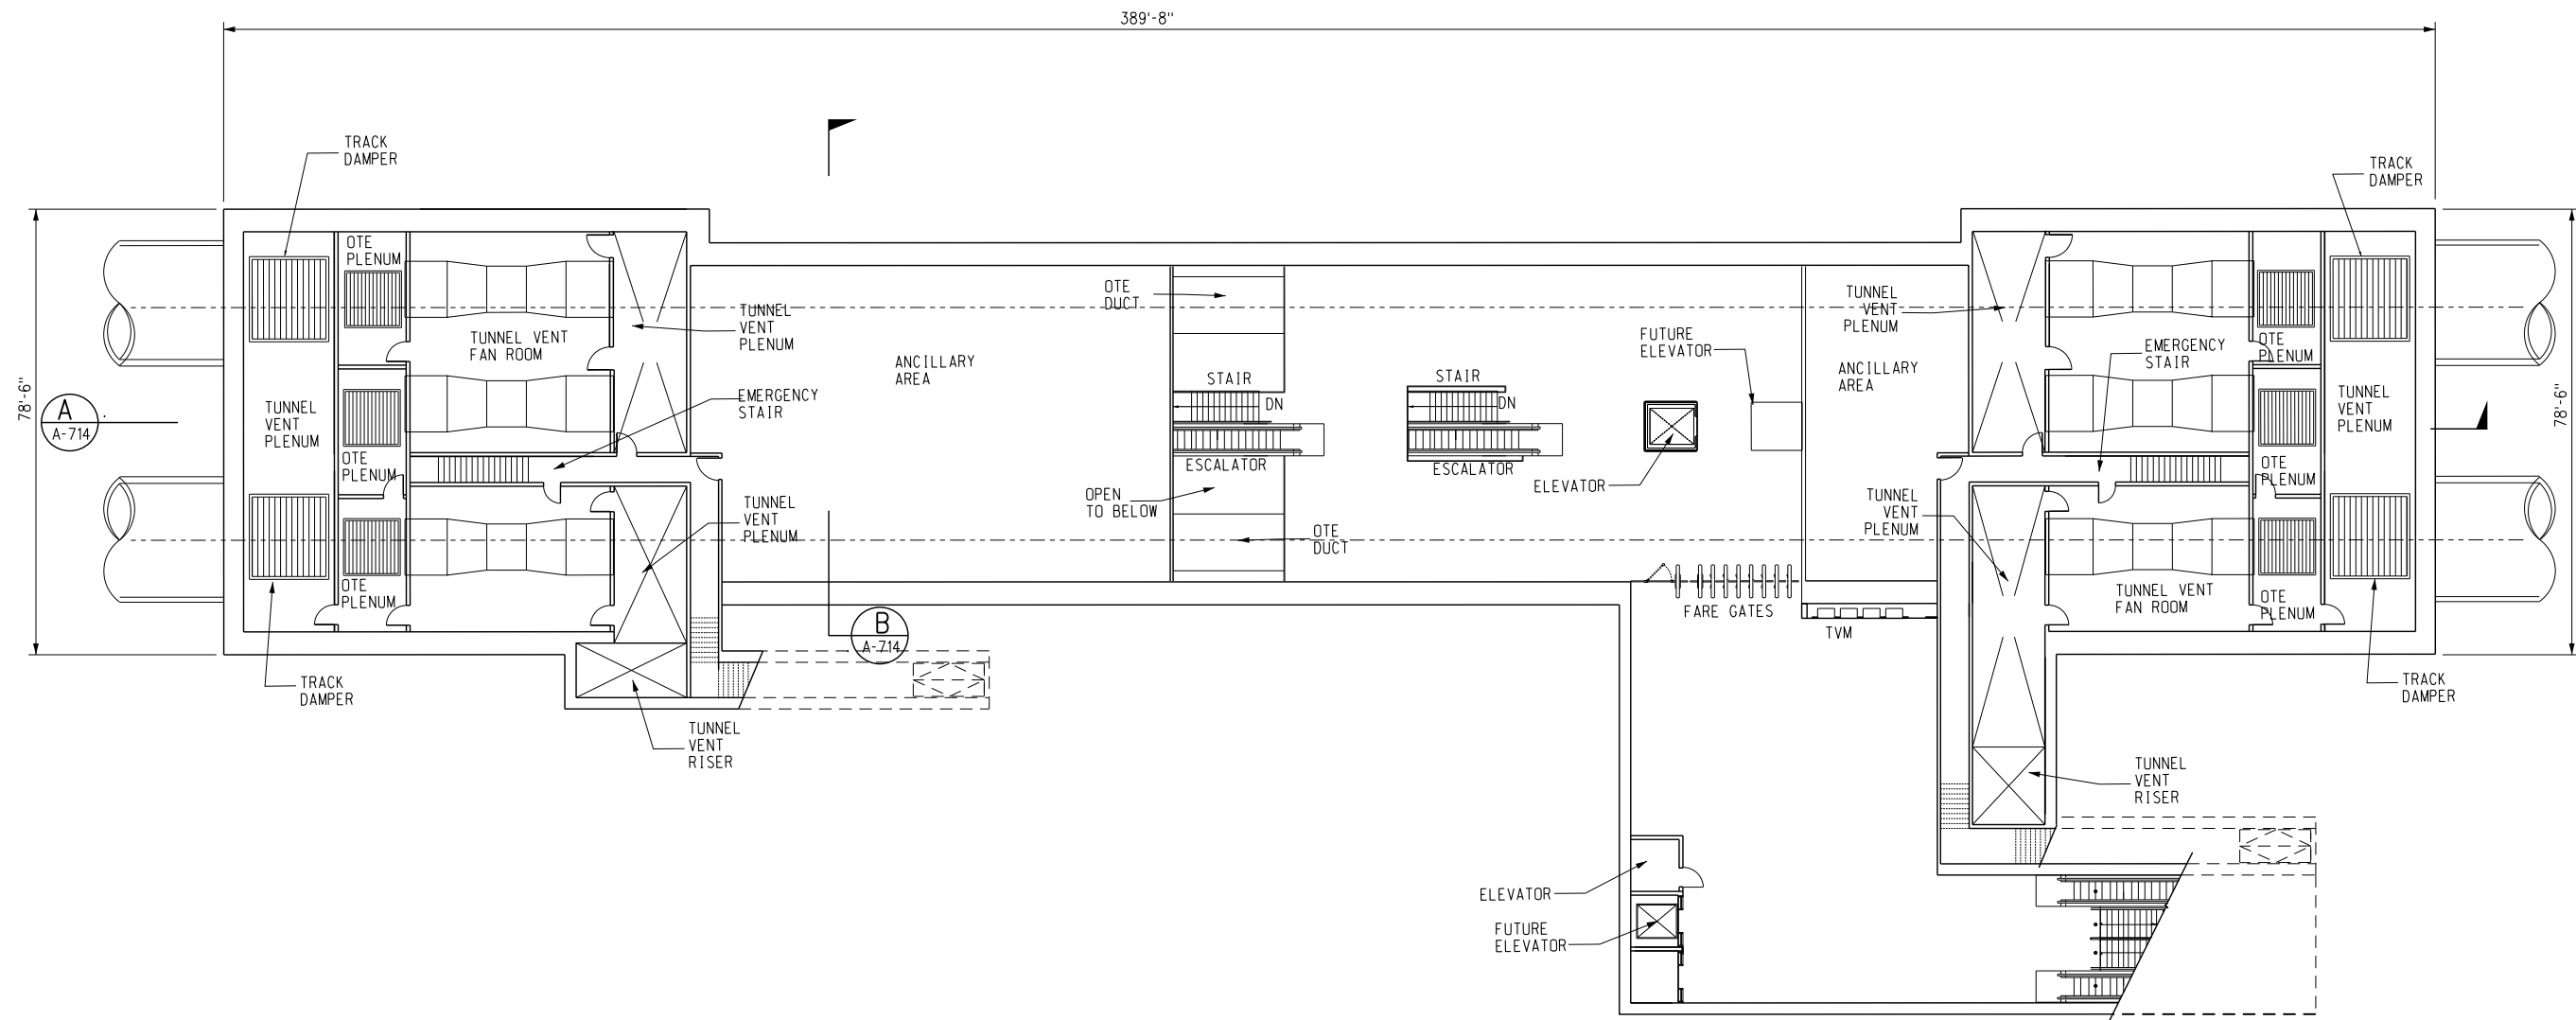 389'-8"
TRACK
DAMPER
TRACK
DAMPER
OTE
PLENUM
TUNNEL VENT
FAN ROOM
TUNNEL
VENT
PLENUM
OTE
DUCT
ANCILLARY
AREA
STAIR
DN
STAIR
DN
FUTURE
ELEVATOR
TUNNEL
VENT
PLENUM
ANCILLARY
AREA
EMERGENCY
STAIR
OTE
PLENUM
78'-6"
A
A-714
TUNNEL
VENT
PLENUM
OTE
PLENUM
EMERGENCY
STAIR
ESCALATOR
ESCALATOR
ELEVATOR
OPEN
TO BELOW
TUNNEL
VENT
PLENUM
OTE
DUCT
TUNNEL
VENT
PLENUM
OTE
PLENUM
TUNNEL
VENT
PLENUM
78'-6"
OTE
PLENUM
B
A-714
FARE GATES
TVM
TUNNEL VENT
FAN ROOM
OTE
PLENUM
TRACK
DAMPER
TRACK
DAMPER
TUNNEL
VENT
RISER
TUNNEL
VENT
RISER
ELEVATOR
FUTURE
ELEVATOR